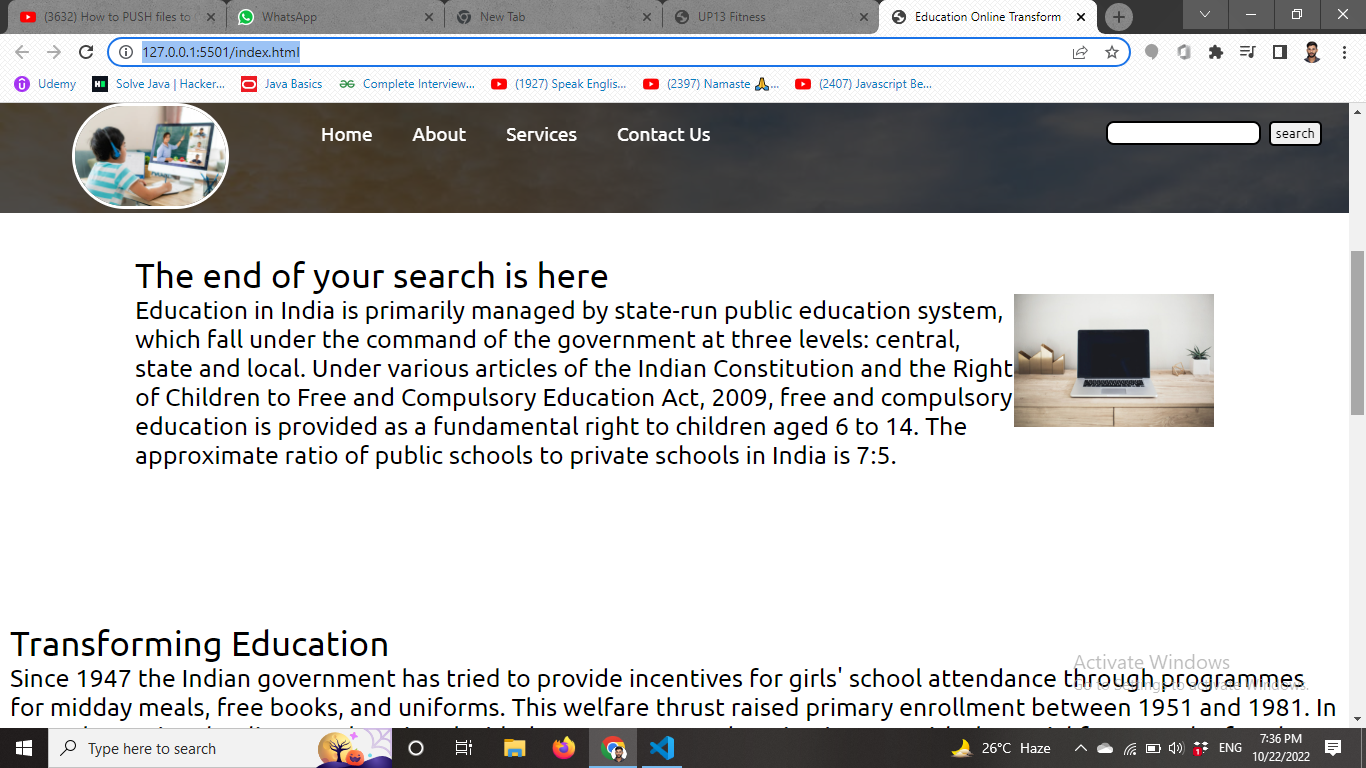 (3632) How to PUSH files to
WhatsApp
New Tab
UP13 Fitness
Education Online Transform
127.0.0.1:5501/index.html
Udemy
Solve Java | Hacker...
Java Basics
Complete Interview...
(1927) Speak Englis...
(2397) Namaste 🙏...
(2407) Javascript Be...
Home
About
Services
Contact Us
search
The end of your search is here
Education in India is primarily managed by state-run public education system,
which fall under the command of the government at three levels: central,
state and local. Under various articles of the Indian Constitution and the Right
of Children to Free and Compulsory Education Act, 2009, free and compulsory
education is provided as a fundamental right to children aged 6 to 14. The
approximate ratio of public schools to private schools in India is 7:5.
Transforming Education
Since 1947 the Indian government has tried to provide incentives for girls' school attendance through programmes
for midday meals, free books, and uniforms. This welfare thrust raised primary enrollment between 1951 and 1981. In
Activate Windows
Go to Settings to activate Windows.
Type here to search
26°C Haze
ENG
7:36 PM
10/22/2022